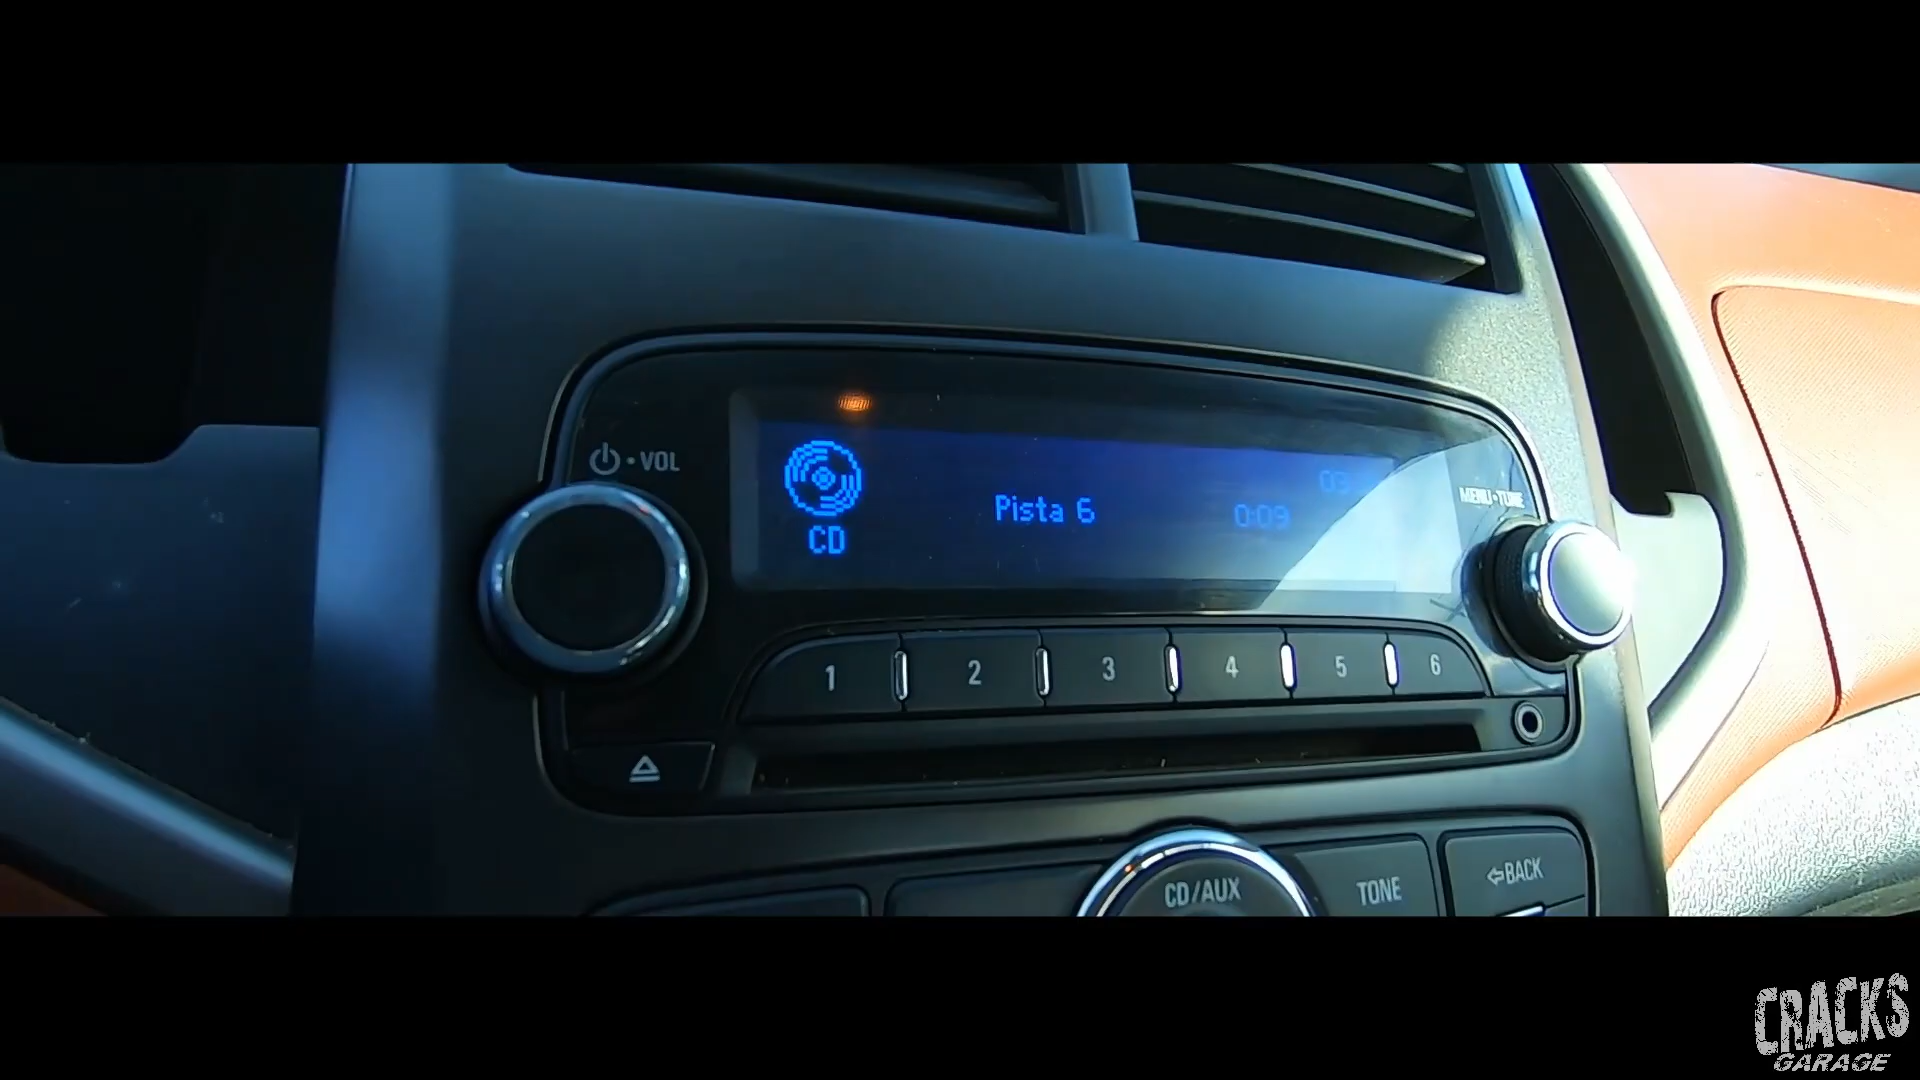 VOL
CD
Pista 6
0:09
MENU•TUNE
1 2 3 4 5 6
CD/AUX
TONE
BACK
CRACKS
GARAGE